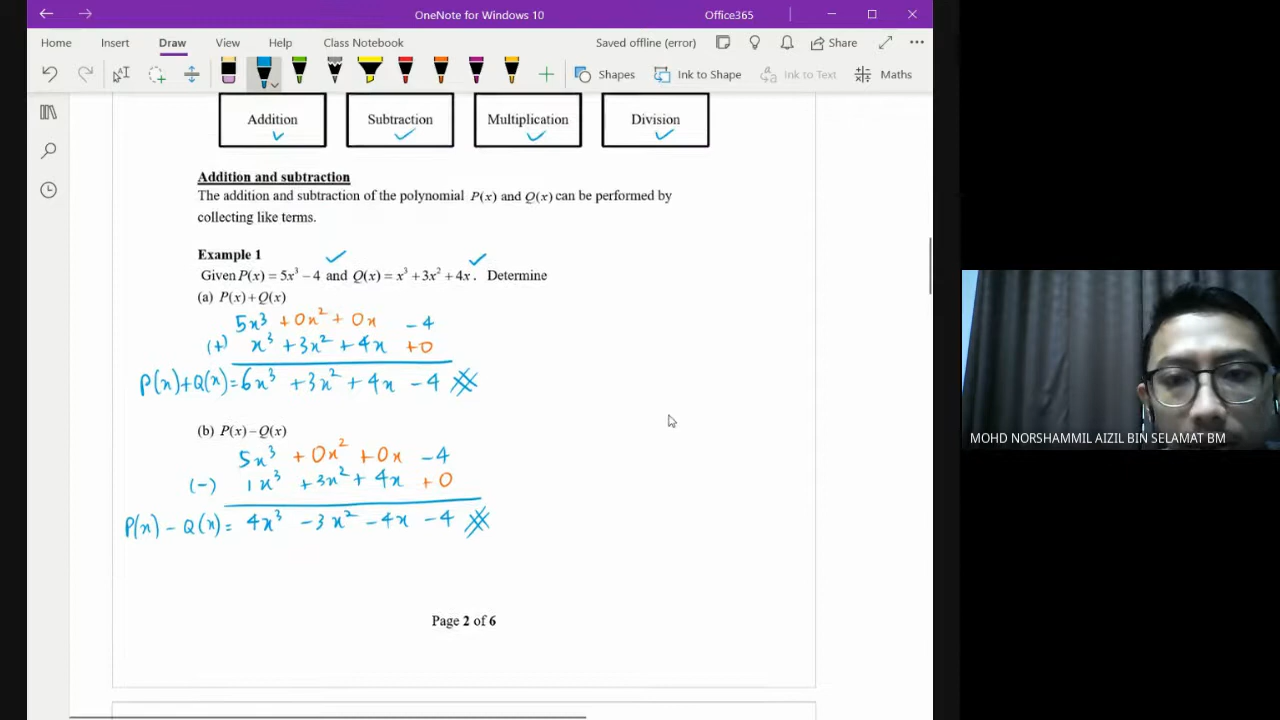 OneNote for Windows 10
Office365
Home Insert Draw View Help Class Notebook
Saved offline (error)
Share
Shapes Ink to Shape Ink to Text Maths
Addition Subtraction Multiplication Division
Addition and subtraction
The addition and subtraction of the polynomial P(x) and Q(x) can be performed by
collecting like terms.
Example 1
Given P(x) = 5x³ − 4 and Q(x) = x³ + 3x² + 4x. Determine
(a) P(x) + Q(x)
5x³ + 0x² + 0x − 4
(+) x³ + 3x² + 4x + 0
P(x) + Q(x) = 6x³ + 3x² + 4x − 4
(b) P(x) − Q(x)
5x³ + 0x² + 0x − 4
(−) 1x³ + 3x² + 4x + 0
P(x) − Q(x) = 4x³ − 3x² − 4x − 4
Page 2 of 6
MOHD NORSHAMMIL AIZIL BIN SELAMAT BM